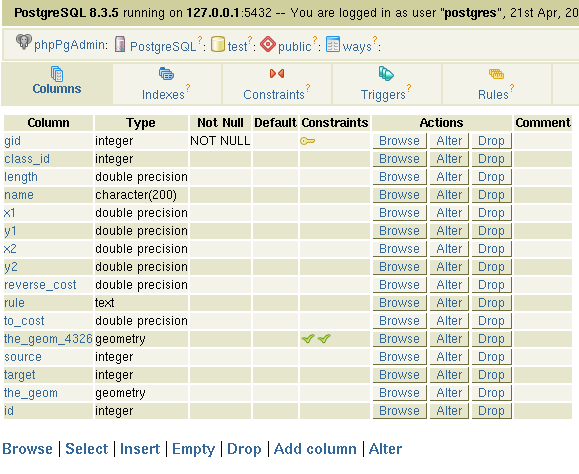 PostgreSQL 8.3.5 running on 127.0.0.1:5432 -- You are logged in as user "postgres", 21st Apr, 20
phpPgAdmin: PostgreSQL?: test?: public?: ways?:
Columns Indexes? Constraints? Triggers? Rules?
Column Type Not Null Default Constraints Actions Comment
gid integer NOT NULL Browse Alter Drop
class_id integer Browse Alter Drop
length double precision Browse Alter Drop
name character(200) Browse Alter Drop
x1 double precision Browse Alter Drop
y1 double precision Browse Alter Drop
x2 double precision Browse Alter Drop
y2 double precision Browse Alter Drop
reverse_cost double precision Browse Alter Drop
rule text Browse Alter Drop
to_cost double precision Browse Alter Drop
the_geom_4326 geometry Browse Alter Drop
source integer Browse Alter Drop
target integer Browse Alter Drop
the_geom geometry Browse Alter Drop
id integer Browse Alter Drop
Browse | Select | Insert | Empty | Drop | Add column | Alter